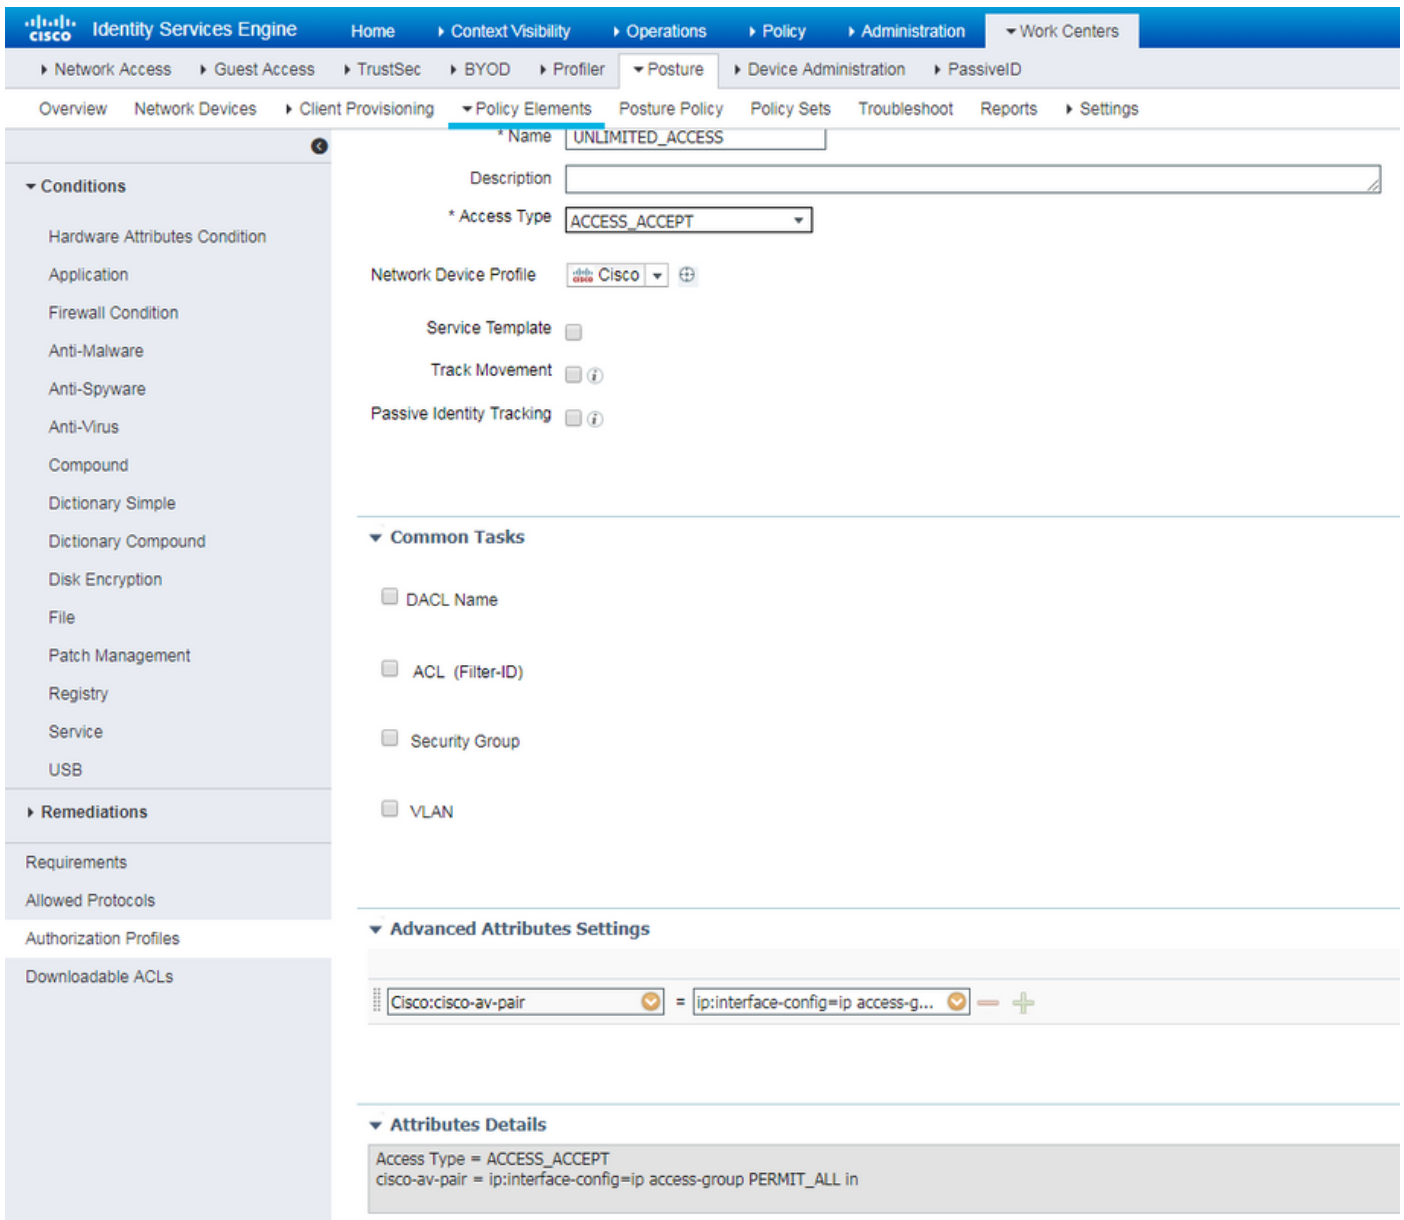 cisco Identity Services Engine Home Context Visibility Operations Policy Administration Work Centers
Network Access Guest Access TrustSec BYOD Profiler Posture Device Administration PassiveID
Overview Network Devices Client Provisioning Policy Elements Posture Policy Policy Sets Troubleshoot Reports Settings
Conditions
Hardware Attributes Condition
Application
Firewall Condition
Anti-Malware
Anti-Spyware
Anti-Virus
Compound
Dictionary Simple
Dictionary Compound
Disk Encryption
File
Patch Management
Registry
Service
USB
Remediations
Requirements
Allowed Protocols
Authorization Profiles
Downloadable ACLs
* Name UNLIMITED_ACCESS
Description
* Access Type ACCESS_ACCEPT
Network Device Profile cisco Cisco
Service Template
Track Movement i
Passive Identity Tracking i
Common Tasks
DACL Name
ACL (Filter-ID)
Security Group
VLAN
Advanced Attributes Settings
Cisco:cisco-av-pair = ip:interface-config=ip access-g...
Attributes Details
Access Type = ACCESS_ACCEPT
cisco-av-pair = ip:interface-config=ip access-group PERMIT_ALL in